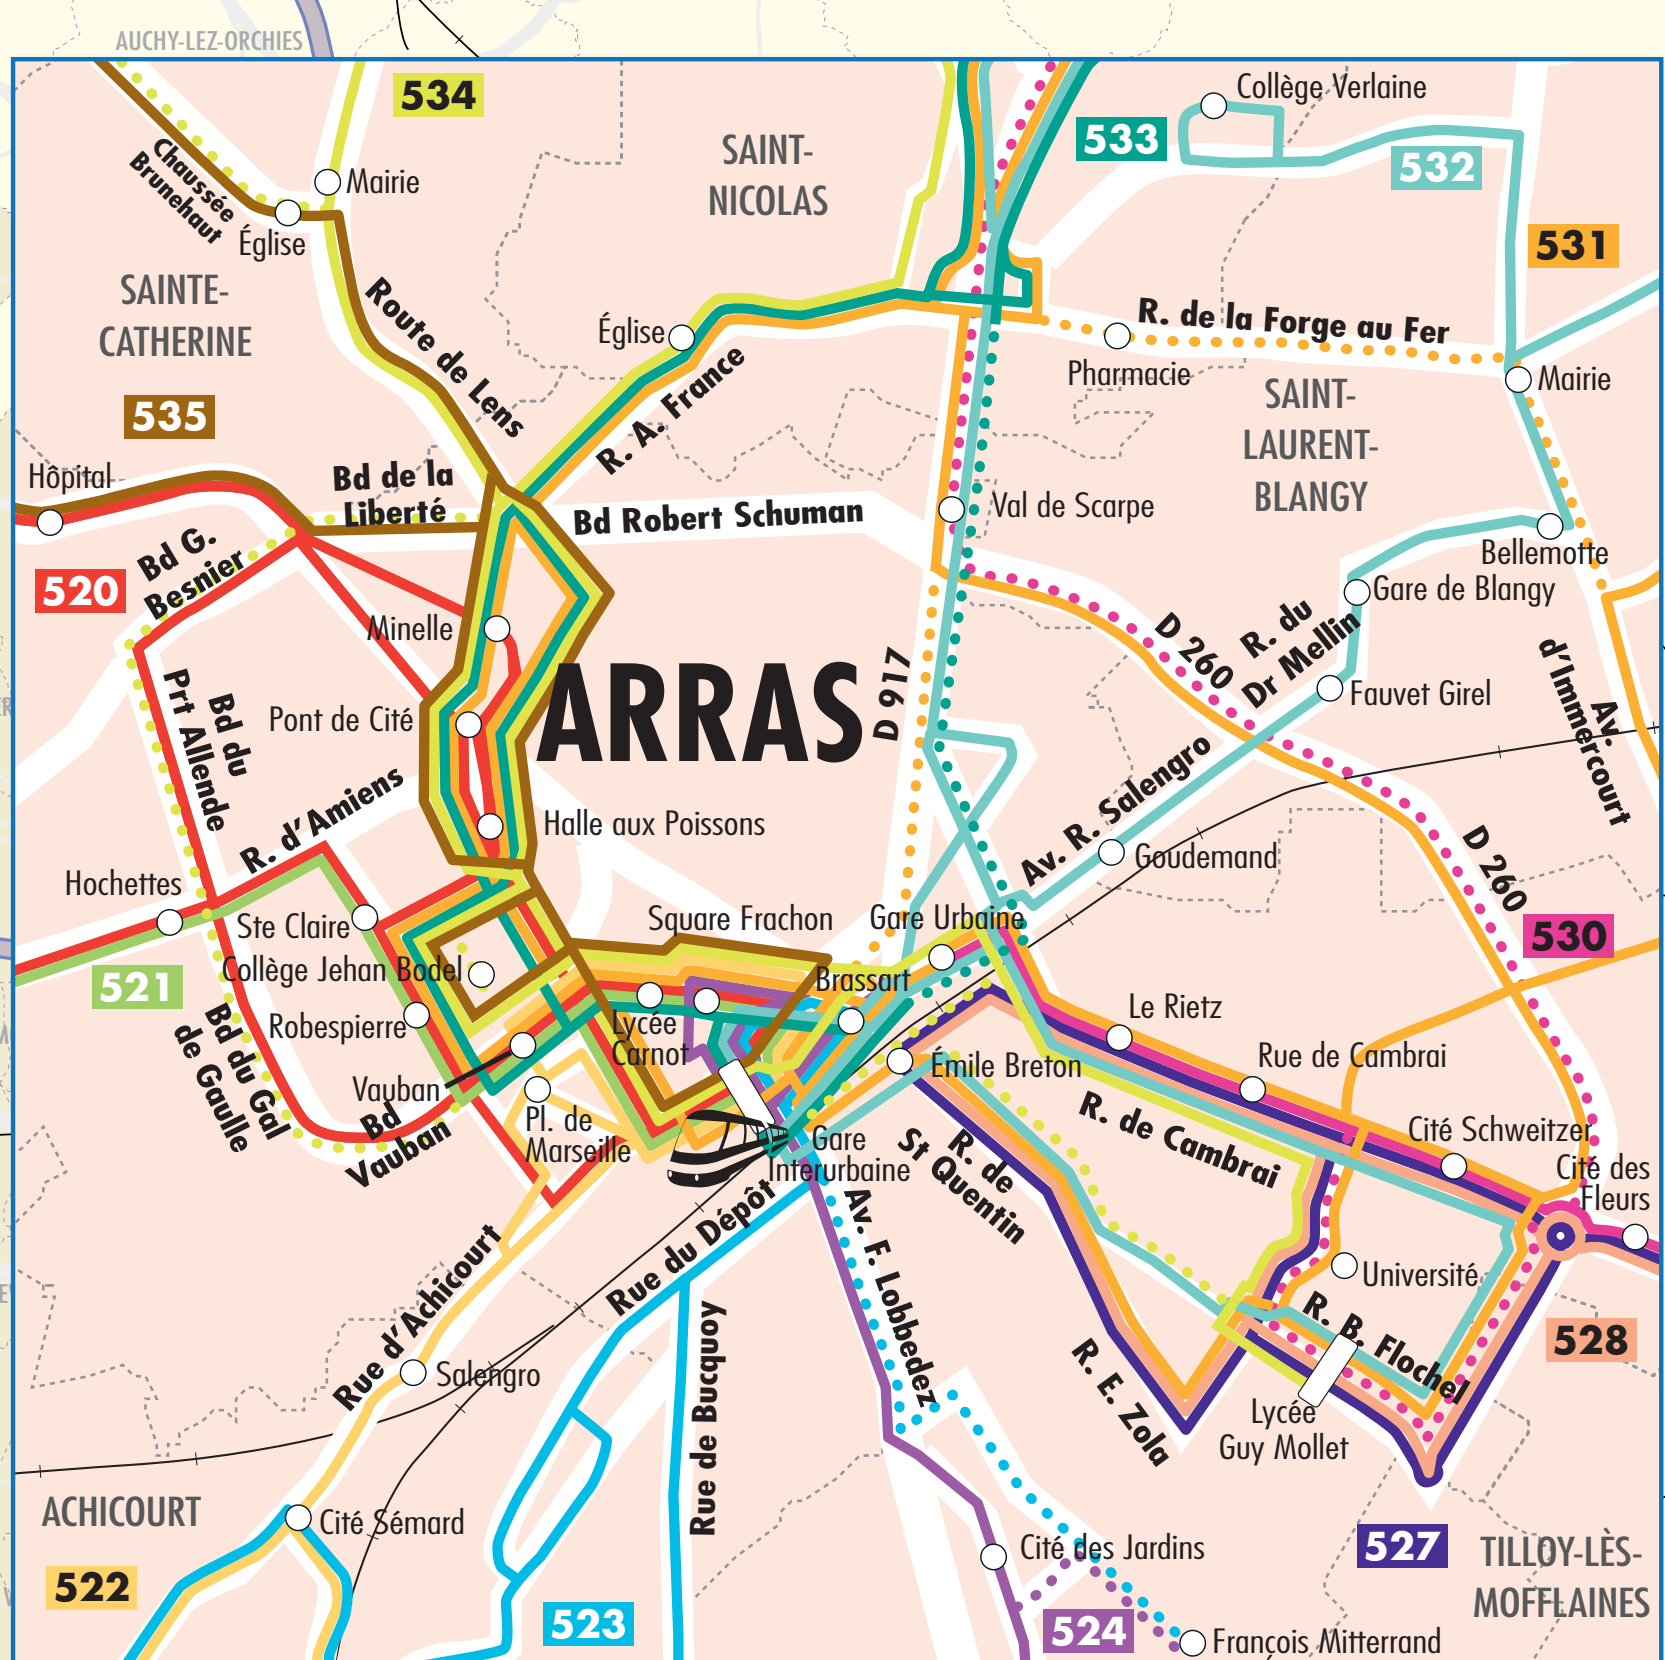 AUCHY-LEZ-ORCHIES
534
Collège Verlaine
533
532
SAINT-
NICOLAS
Chaussée
Brunehaut
Mairie
Église
531
SAINTE-
CATHERINE
Route de Lens
Église
R. A. France
R. de la Forge au Fer
Pharmacie
Mairie
SAINT-
LAURENT-
BLANGY
535
Hôpital
Bd de la
Liberté
Bd Robert Schuman
Val de Scarpe
Bellemotte
Bd G.
Besnier
520
Gare de Blangy
Minelle
D 260
R. du
Dr Mellin
ARRAS
D 917
Fauvet Girel
Av.
d'Immercourt
Bd du
Prt Allende
Pont de Cité
Av. R. Salengro
R. d'Amiens
Halle aux Poissons
Goudemand
D 260
Hochettes
Ste Claire
Square Frachon
Gare Urbaine
530
521
Collège Jehan Bodel
Brassart
Robespierre
Lycée
Carnot
Le Rietz
Bd du Gal
de Gaulle
Émile Breton
Rue de Cambrai
Vauban
Bd
Vauban
Pl. de
Marseille
Gare
Interurbaine
R. de
St Quentin
R. de Cambrai
Cité Schweitzer
Cité des
Fleurs
Rue d'Achicourt
Rue du Dépôt
Av. F. Lobbedez
Université
R. B. Flochel
528
Rue de Bucquoy
Salengro
R. E. Zola
Lycée
Guy Mollet
ACHICOURT
Cité Sémard
Cité des Jardins
527
TILLOY-LÈS-
MOFFLAINES
522
523
524
François Mitterrand